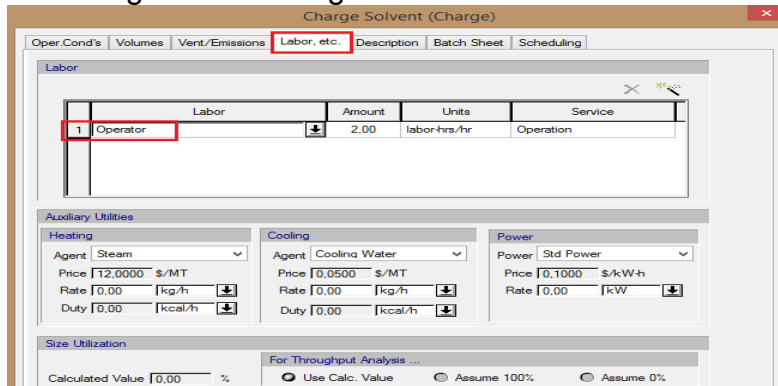 Charge Solvent (Charge)
Oper.Cond's Volumes Vent/Emissions Labor, etc. Description Batch Sheet Scheduling
Labor
Labor Amount Units Service
1 Operator 2,00 labor-hrs/hr Operation
Auxiliary Utilities
Heating Cooling Power
Agent Steam Agent Cooling Water Power Std Power
Price 12,0000 $/MT Price 0,0500 $/MT Price 0,1000 $/kW-h
Rate 0,00 kg/h Rate 0,00 kg/h Rate 0,00 kW
Duty 0,00 kcal/h Duty 0,00 kcal/h
Size Utilization
For Throughput Analysis ...
Calculated Value 0,00 % Use Calc. Value Assume 100% Assume 0%